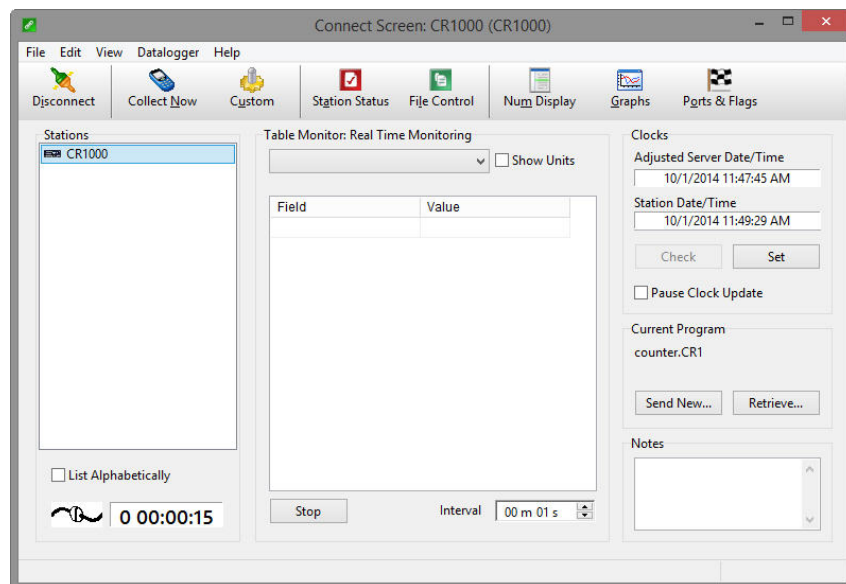 Connect Screen: CR1000 (CR1000)
File Edit View Datalogger Help
Disconnect Collect Now Custom Station Status File Control Num Display Graphs Ports & Flags
Stations
CR1000
List Alphabetically
0 00:00:15
Table Monitor: Real Time Monitoring
Show Units
Field Value
Stop Interval 00 m 01 s
Clocks
Adjusted Server Date/Time
10/1/2014 11:47:45 AM
Station Date/Time
10/1/2014 11:49:29 AM
Check Set
Pause Clock Update
Current Program
counter.CR1
Send New... Retrieve...
Notes